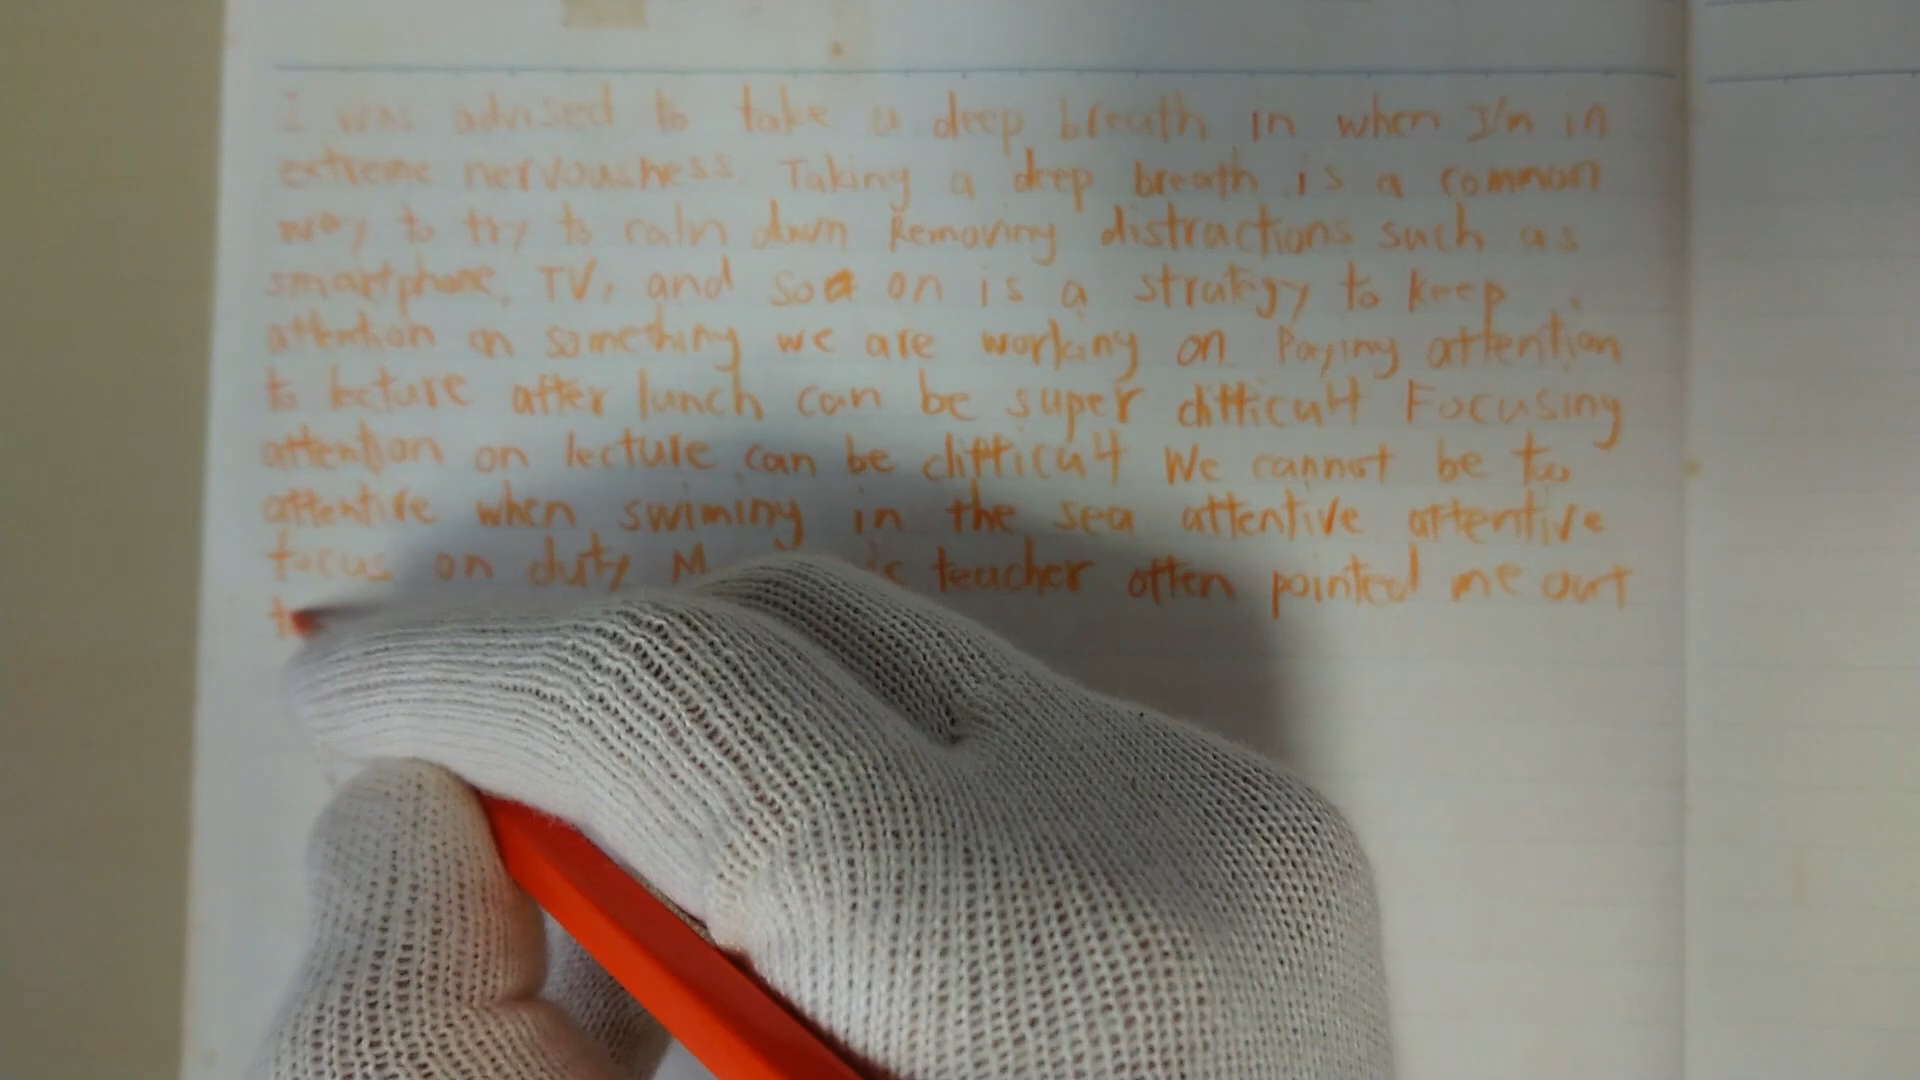 I was advised to take a deep breath in when I'm in
extreme nervousness. Taking a deep breath is a common
way to try to calm down Removing distractions such as
smartphone, TV, and so on is a strategy to keep
attention on something we are working on. Paying attention
to lecture after lunch can be super difficult Focusing
attention on lecture can be difficult We cannot be too
attentive when swiming in the sea attentive attentive
focus on duty teacher often pointed me out